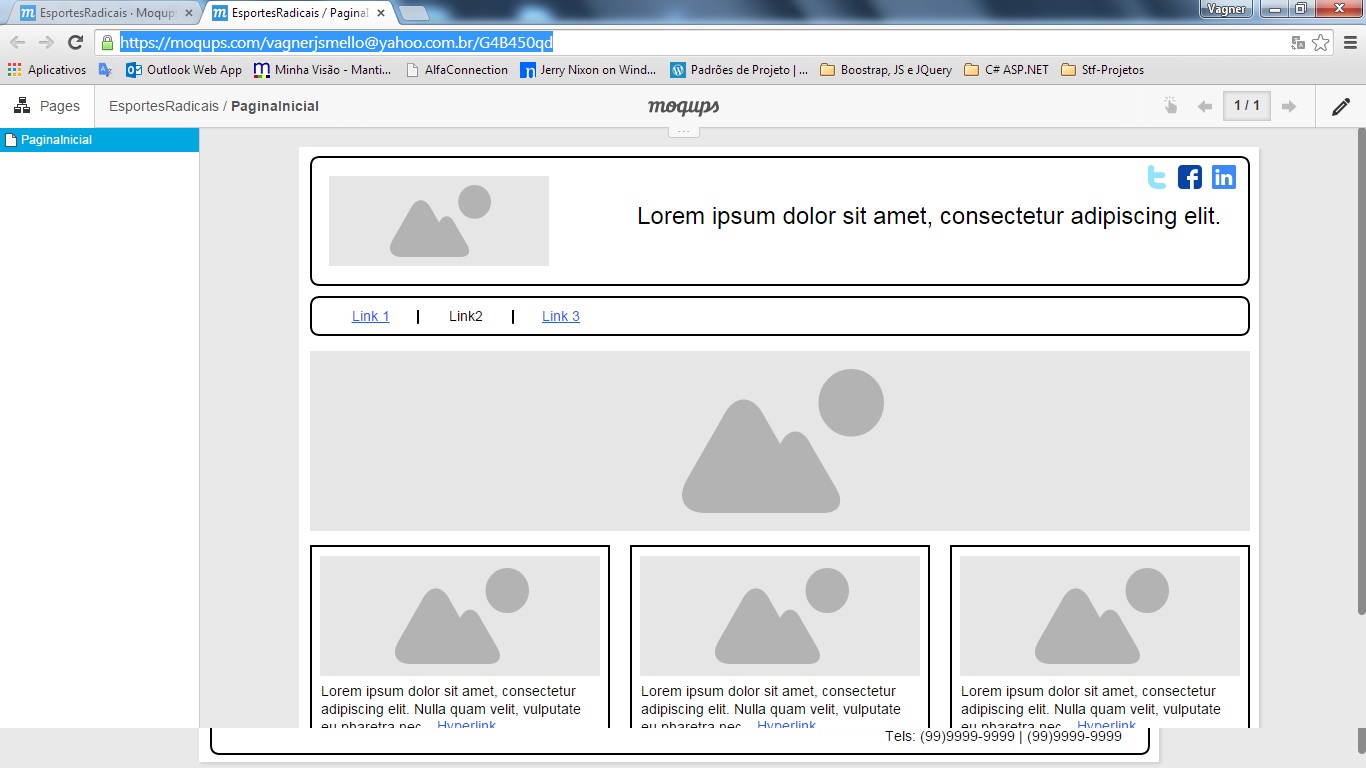 EsportesRadicais · Moqups
EsportesRadicais / PaginaI
Vagner
https://moqups.com/vagnerjsmello@yahoo.com.br/G4B450qd
Aplicativos
Outlook Web App
Minha Visão - Manti...
AlfaConnection
Jerry Nixon on Wind...
Padrões de Projeto | ...
Boostrap, JS e JQuery
C# ASP.NET
Stf-Projetos
Pages
EsportesRadicais / PaginaInicial
moqups
1 / 1
...
PaginaInicial
Lorem ipsum dolor sit amet, consectetur adipiscing elit.
Link 1
Link2
Link 3
Lorem ipsum dolor sit amet, consectetur
adipiscing elit. Nulla quam velit, vulputate
eu pharetra nec... Hyperlink
Lorem ipsum dolor sit amet, consectetur
adipiscing elit. Nulla quam velit, vulputate
eu pharetra nec... Hyperlink
Lorem ipsum dolor sit amet, consectetur
adipiscing elit. Nulla quam velit, vulputate
eu pharetra nec... Hyperlink
Tels: (99)9999-9999 | (99)9999-9999